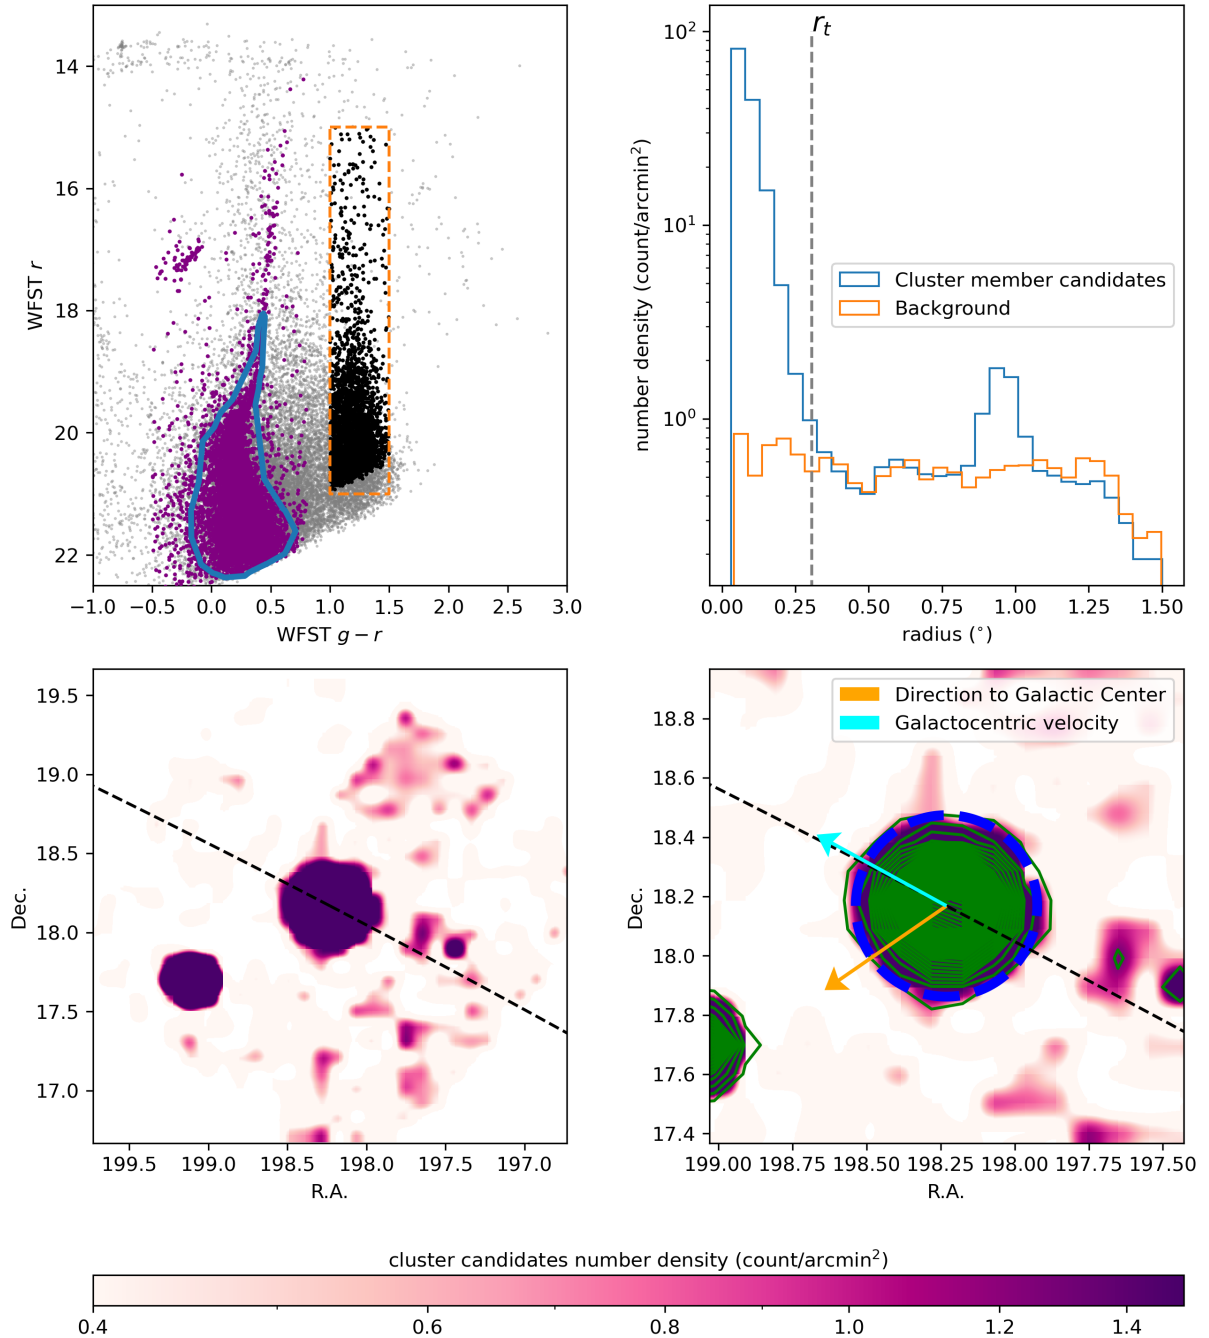 14
16
18
20
22
WFST r
−1.0 −0.5 0.0 0.5 1.0 1.5 2.0 2.5 3.0
WFST g − r
r_t
10^2
10^1
10^0
number density (count/arcmin^2)
Cluster member candidates
Background
0.00 0.25 0.50 0.75 1.00 1.25 1.50
radius (°)
19.5
19.0
18.5
18.0
17.5
17.0
Dec.
199.5 199.0 198.5 198.0 197.5 197.0
R.A.
Direction to Galactic Center
Galactocentric velocity
18.8
18.6
18.4
18.2
18.0
17.8
17.6
17.4
Dec.
199.00 198.75 198.50 198.25 198.00 197.75 197.50
R.A.
cluster candidates number density (count/arcmin^2)
0.4 0.6 0.8 1.0 1.2 1.4